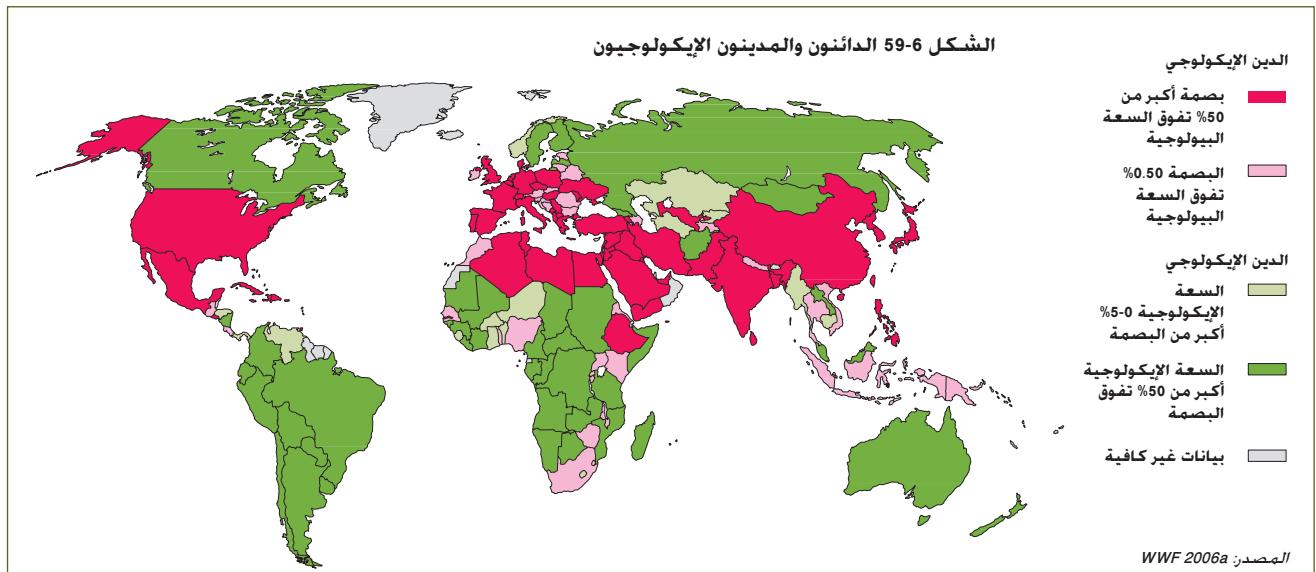 الشكل 6-59 الدائنون والمدينون الإيكولوجيون
الدين الإيكولوجي
بصمة أكبر من
50% تفوق السعة
البيولوجية
البصمة 0.50%
تفوق السعة
البيولوجية
الدين الإيكولوجي
السعة
الإيكولوجية 0-5%
أكبر من البصمة
السعة الإيكولوجية
أكبر من 50% تفوق
البصمة
بيانات غير كافية
المصدر: WWF 2006a